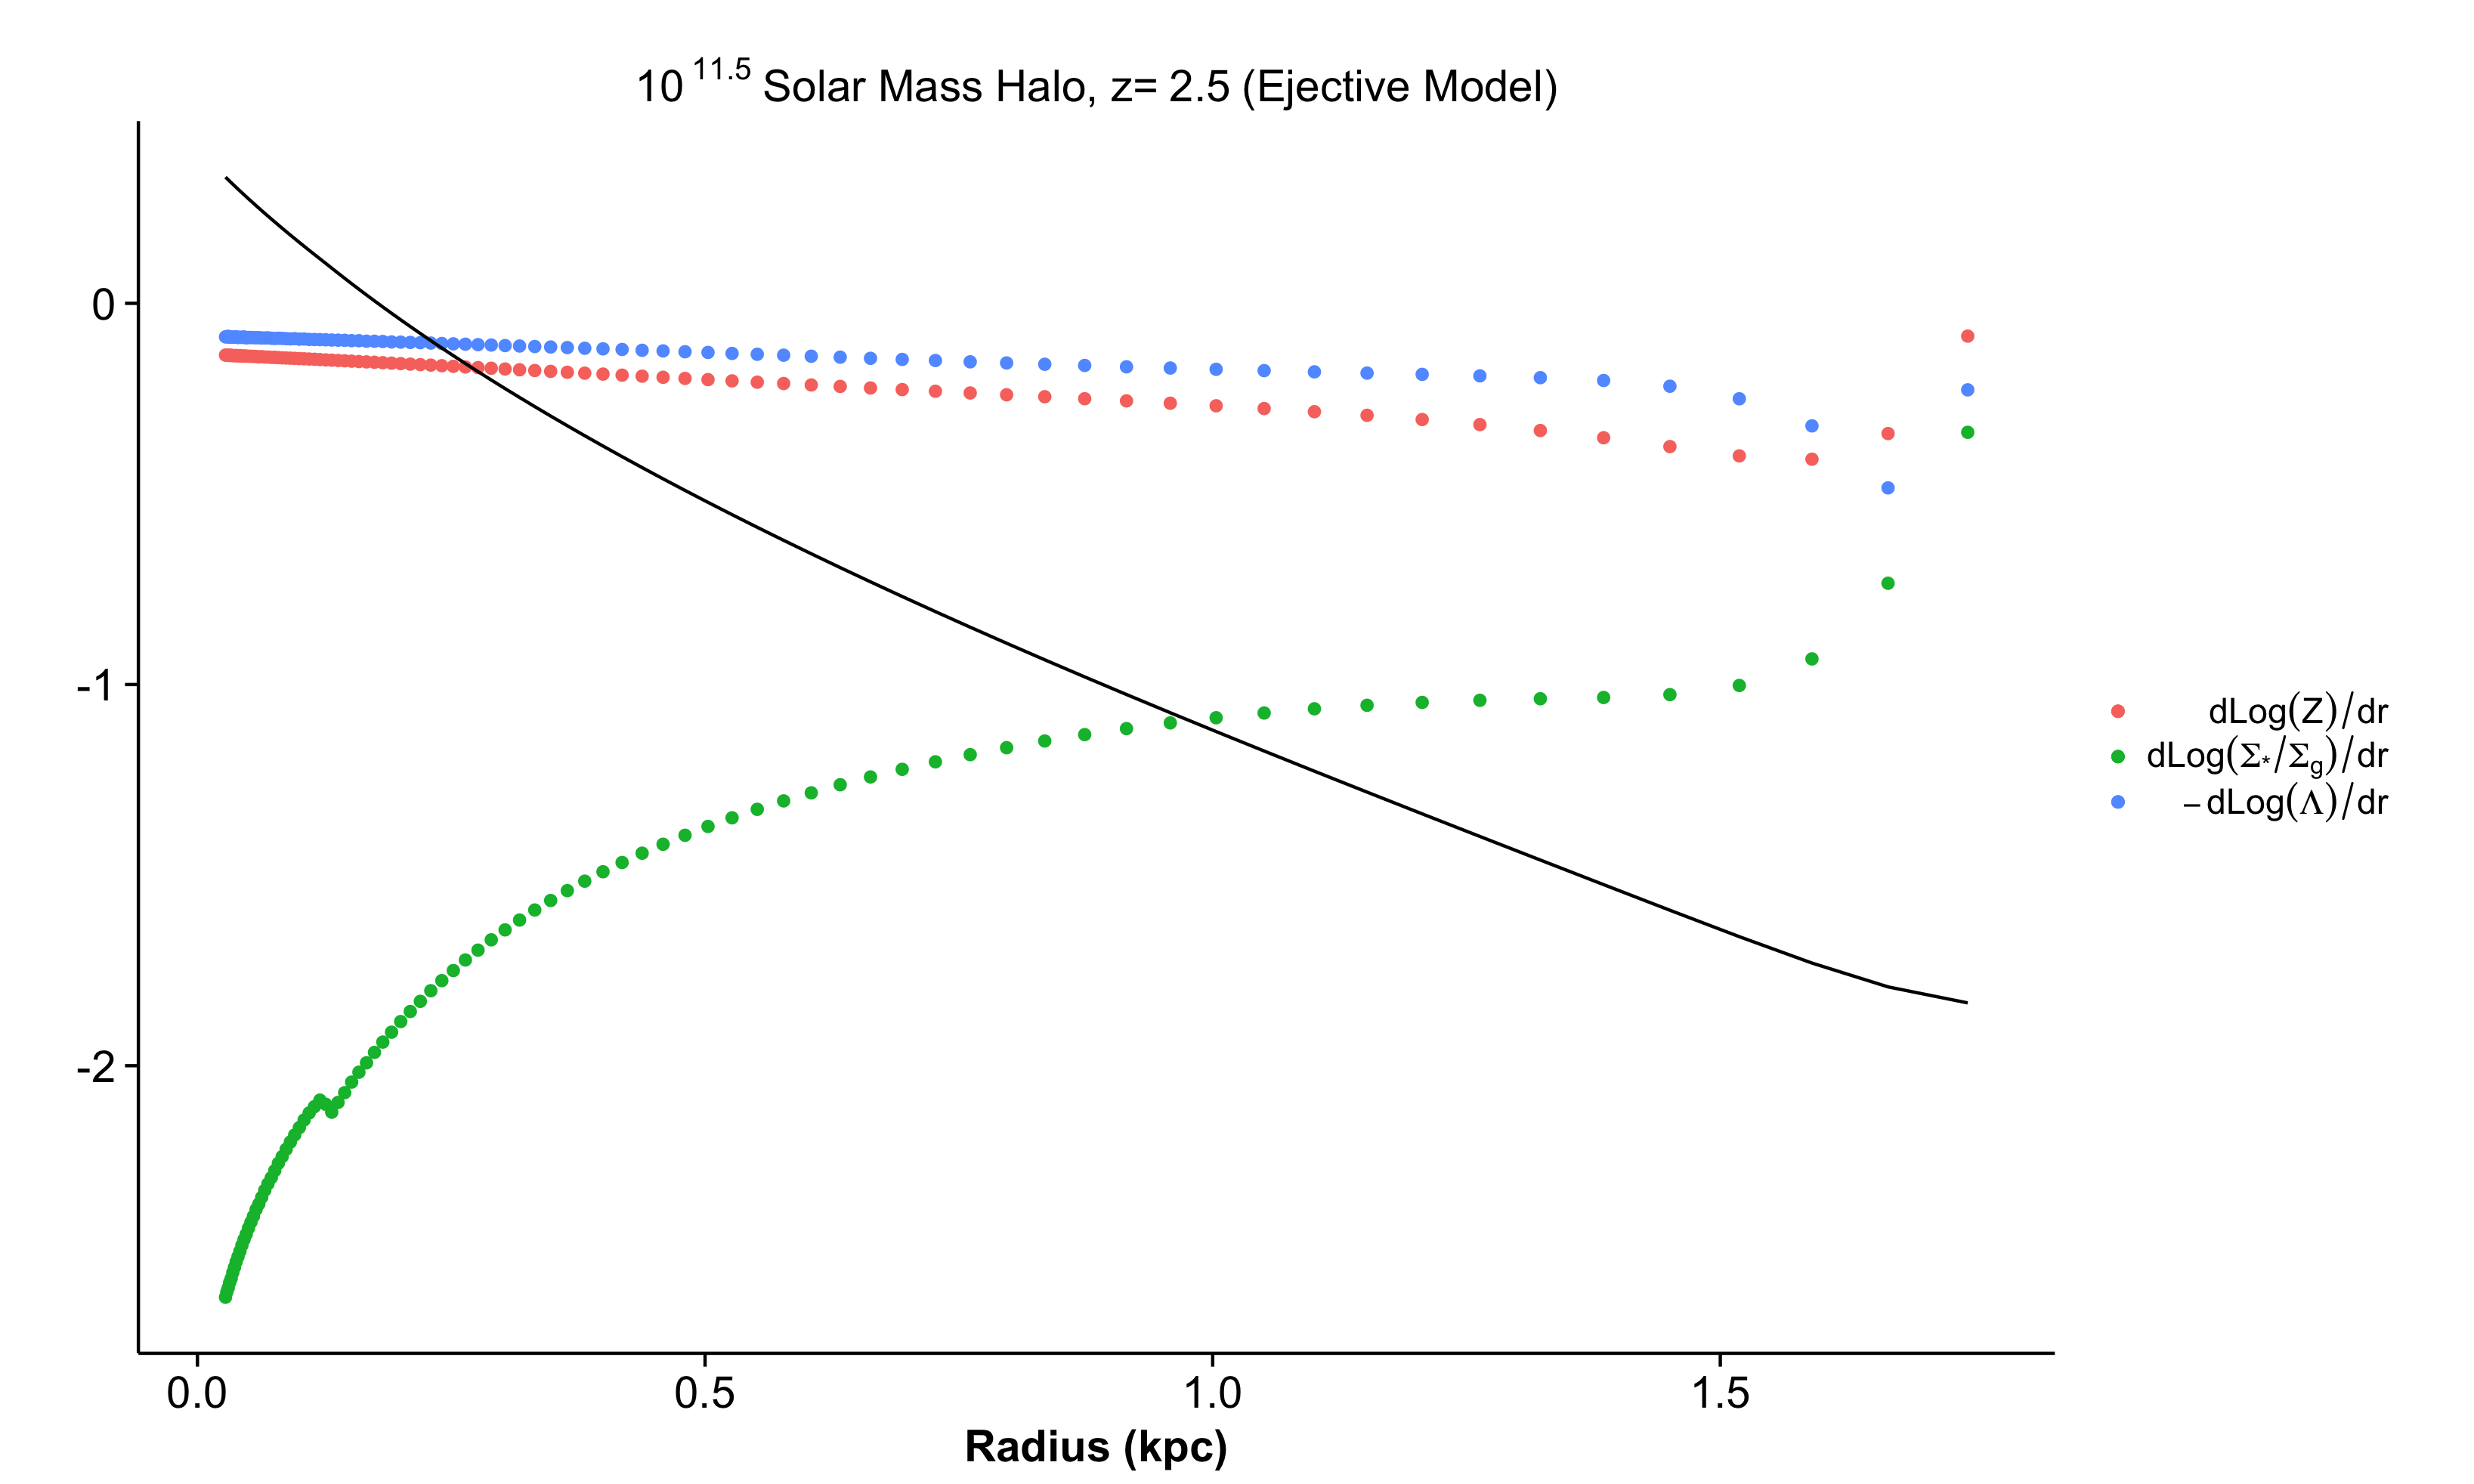 10^11.5 Solar Mass Halo, z= 2.5 (Ejective Model)
0
-1
-2
0.0 0.5 1.0 1.5
Radius (kpc)
dLog(Z)/dr
dLog(Σ*/Σg)/dr
−dLog(Λ)/dr